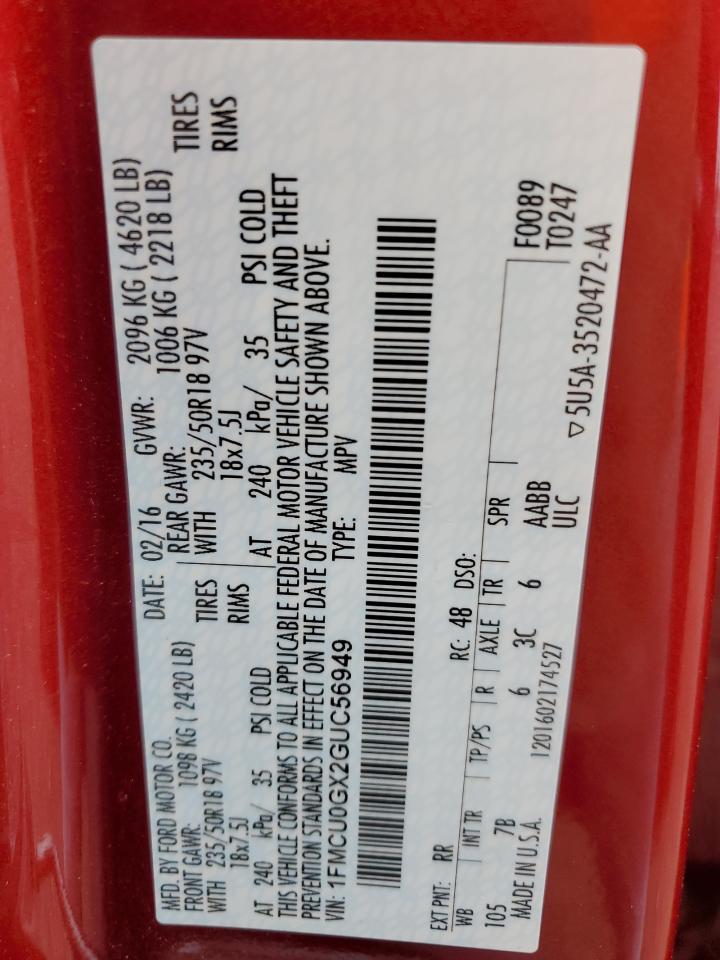 MFD. BY FORD MOTOR CO. DATE: 02/16 GVWR: 2096 KG ( 4620 LB)
FRONT GAWR: 1098 KG ( 2420 LB) REAR GAWR: 1006 KG ( 2218 LB)
WITH 235/50R18 97V TIRES WITH 235/50R18 97V TIRES
18x7.5J RIMS 18x7.5J RIMS
AT 240 kPa/ 35 PSI COLD AT 240 kPa/ 35 PSI COLD
THIS VEHICLE CONFORMS TO ALL APPLICABLE FEDERAL MOTOR VEHICLE SAFETY AND THEFT
PREVENTION STANDARDS IN EFFECT ON THE DATE OF MANUFACTURE SHOWN ABOVE.
VIN: 1FMCU0GX2GUC56949 TYPE: MPV
EXT PNT: RR RC: 48 DSO: F0089
WB INT TR TP/PS R AXLE TR SPR T0247
105 7B 6 3C 6 AABB
MADE IN U.S.A. 1201602174527 ULC ▽5U5A-3520472-AA